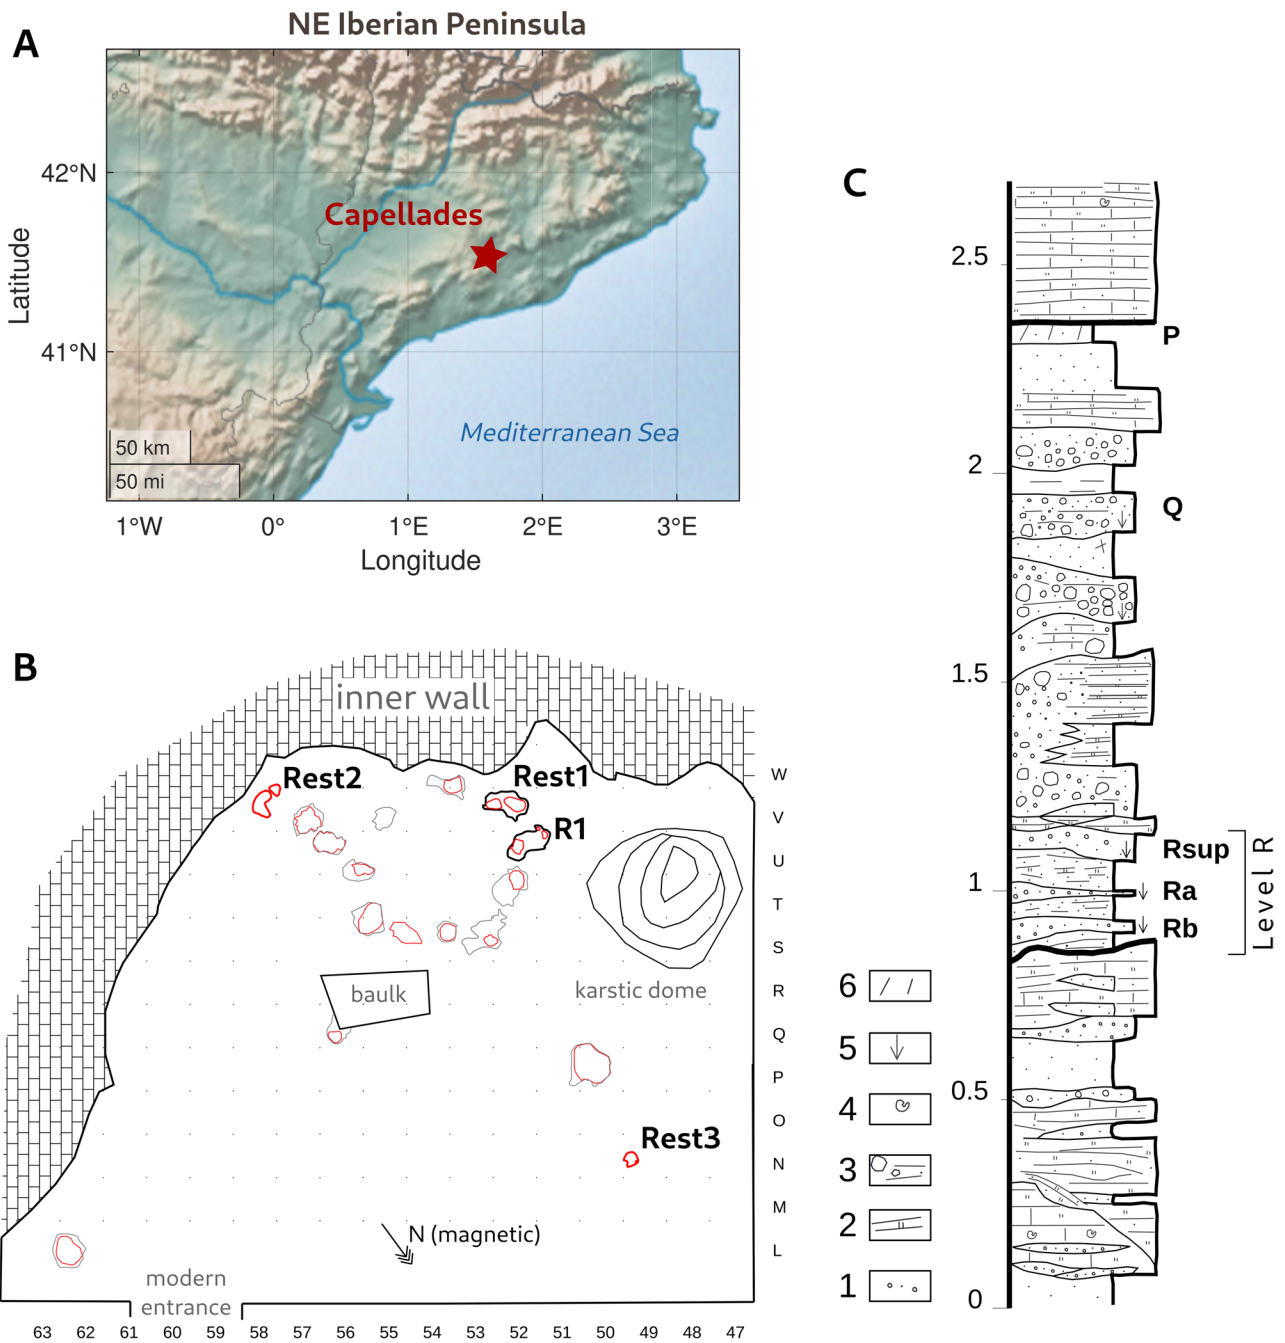 A
NE Iberian Peninsula
42°N
41°N
Latitude
Capellades
Mediterranean Sea
50 km
50 mi
1°W 0° 1°E 2°E 3°E
Longitude
B
inner wall
Rest2
Rest1
R1
baulk
karstic dome
Rest3
N (magnetic)
modern
entrance
W
V
U
T
S
R
Q
P
O
N
M
L
63 62 61 60 59 58 57 56 55 54 53 52 51 50 49 48 47
C
2.5
2
1.5
1
0.5
0
P
Q
Rsup
Ra
Rb
Level R
6
5
4
3
2
1